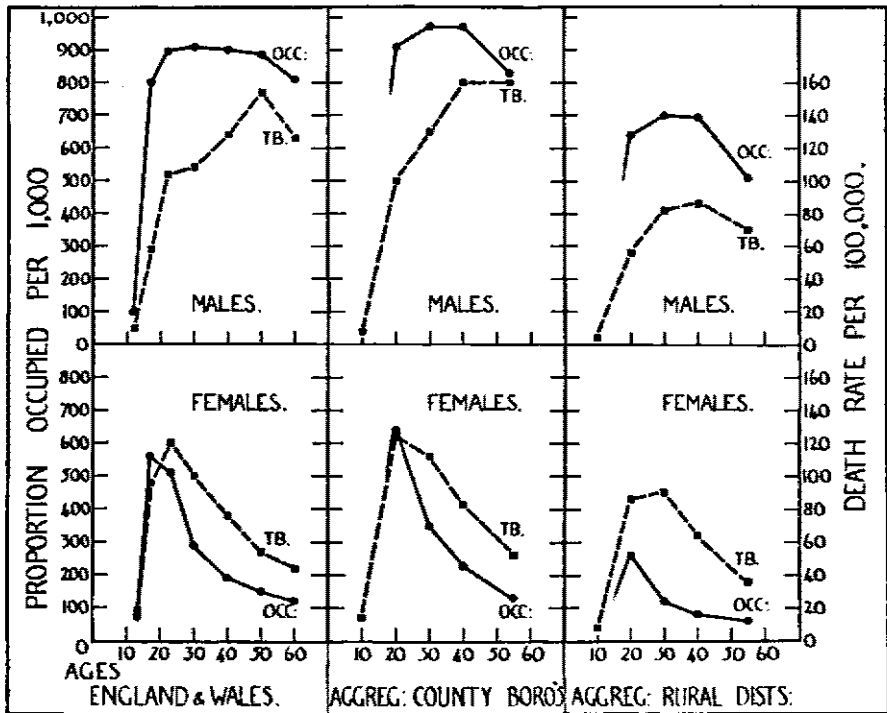 PROPORTION OCCUPIED PER 1,000
1,000
900
800
700
600
500
400
300
200
100
0
OCC:
TB.
MALES.
OCC:
TB.
MALES.
160
140
120
100
80
60
40
20
0
OCC:
TB.
MALES.
DEATH RATE PER 100,000.
800
700
600
500
400
300
200
100
0
FEMALES.
TB.
OCC:
FEMALES.
TB.
OCC:
160
140
120
100
80
60
40
20
0
FEMALES.
TB.
OCC:
10 20 30 40 50 60
10 20 30 40 50 60
10 20 30 40 50 60
AGES
ENGLAND & WALES.
AGGREG: COUNTY BORO'S
AGGREG: RURAL DISTS: